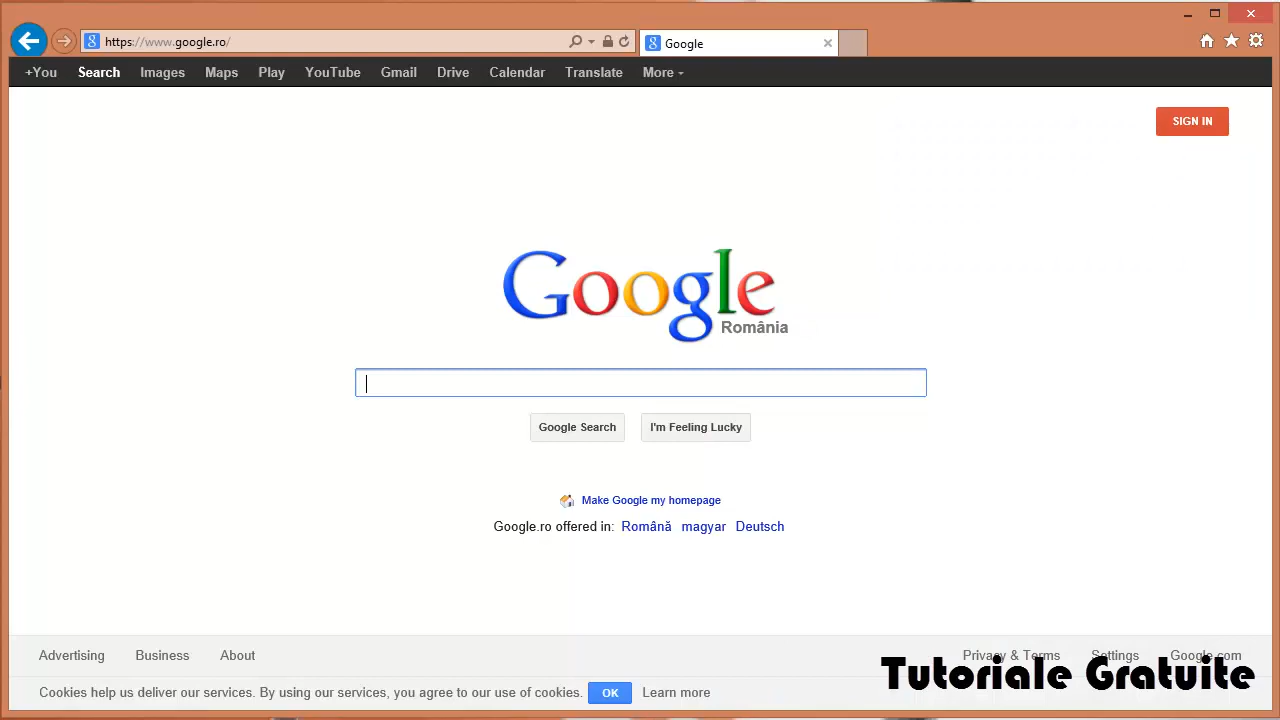 https://www.google.ro/
Google
+You Search Images Maps Play YouTube Gmail Drive Calendar Translate More
SIGN IN
Google
România
Google Search I'm Feeling Lucky
Make Google my homepage
Google.ro offered in: Română magyar Deutsch
Advertising Business About Privacy & Terms Settings Google.com
Tutoriale Gratuite
Cookies help us deliver our services. By using our services, you agree to our use of cookies. OK Learn more